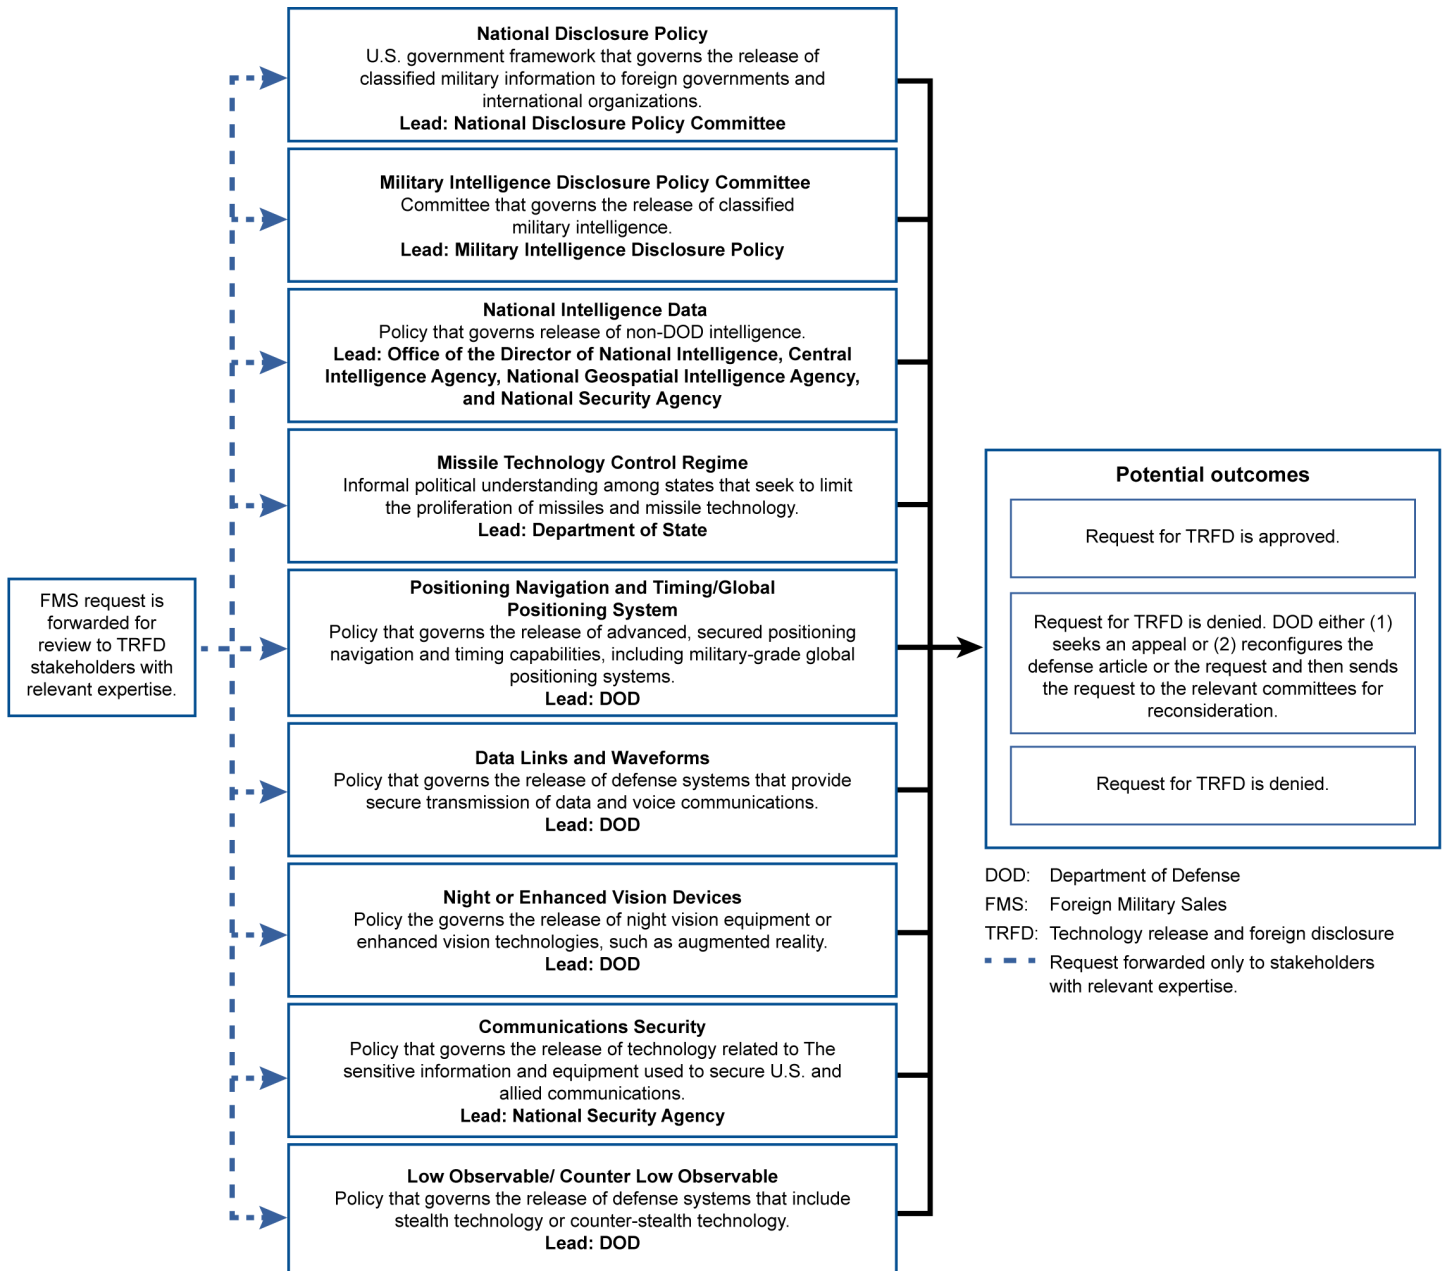 National Disclosure Policy
U.S. government framework that governs the release of
classified military information to foreign governments and
international organizations.
Lead: National Disclosure Policy Committee
Military Intelligence Disclosure Policy Committee
Committee that governs the release of classified
military intelligence.
Lead: Military Intelligence Disclosure Policy
National Intelligence Data
Policy that governs release of non-DOD intelligence.
Lead: Office of the Director of National Intelligence, Central
Intelligence Agency, National Geospatial Intelligence Agency,
and National Security Agency
Missile Technology Control Regime
Informal political understanding among states that seek to limit
the proliferation of missiles and missile technology.
Lead: Department of State
FMS request is
forwarded for
review to TRFD
stakeholders with
relevant expertise.
Positioning Navigation and Timing/Global
Positioning System
Policy that governs the release of advanced, secured positioning
navigation and timing capabilities, including military-grade global
positioning systems.
Lead: DOD
Data Links and Waveforms
Policy that governs the release of defense systems that provide
secure transmission of data and voice communications.
Lead: DOD
Night or Enhanced Vision Devices
Policy the governs the release of night vision equipment or
enhanced vision technologies, such as augmented reality.
Lead: DOD
Communications Security
Policy that governs the release of technology related to The
sensitive information and equipment used to secure U.S. and
allied communications.
Lead: National Security Agency
Low Observable/ Counter Low Observable
Policy that governs the release of defense systems that include
stealth technology or counter-stealth technology.
Lead: DOD
Potential outcomes
Request for TRFD is approved.
Request for TRFD is denied. DOD either (1)
seeks an appeal or (2) reconfigures the
defense article or the request and then sends
the request to the relevant committees for
reconsideration.
Request for TRFD is denied.
DOD: Department of Defense
FMS: Foreign Military Sales
TRFD: Technology release and foreign disclosure
Request forwarded only to stakeholders
with relevant expertise.